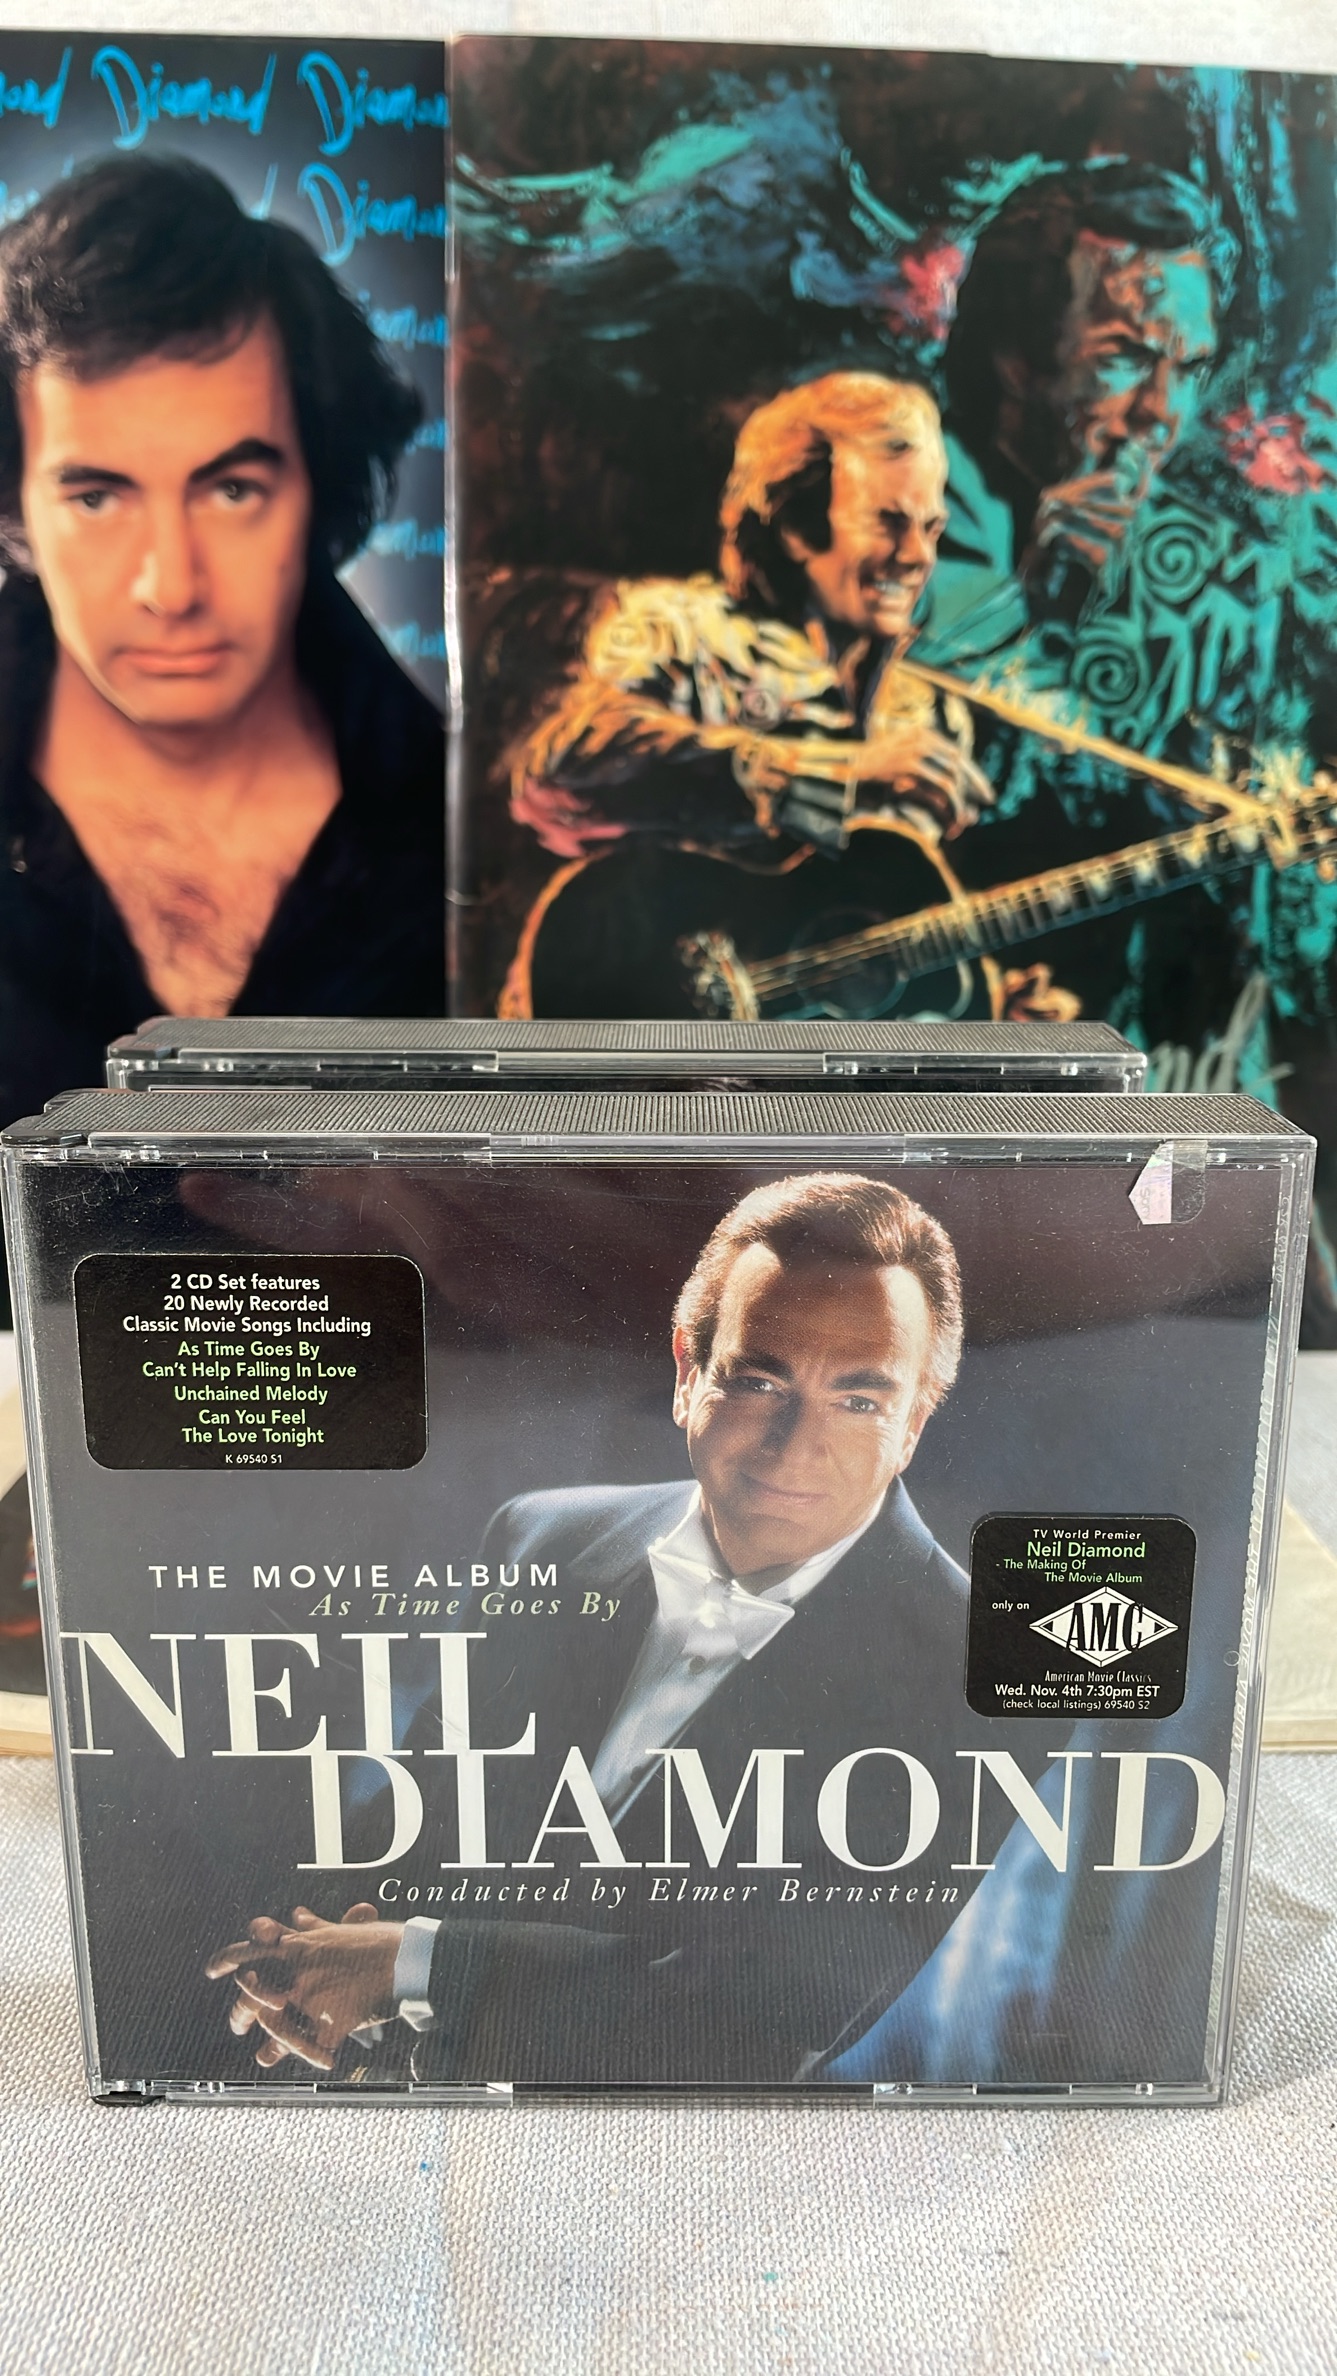 Diamond Diamond
Diamond
2 CD Set features
20 Newly Recorded
Classic Movie Songs Including
As Time Goes By
Can't Help Falling In Love
Unchained Melody
Can You Feel
The Love Tonight
K 69540 S1
THE MOVIE ALBUM
As Time Goes By
NEIL
DIAMOND
Conducted by Elmer Bernstein
TV World Premier
Neil Diamond
- The Making Of
The Movie Album
only on
AMC
American Movie Classics
Wed. Nov. 4th 7:30pm EST
(check local listings) 69540 S2